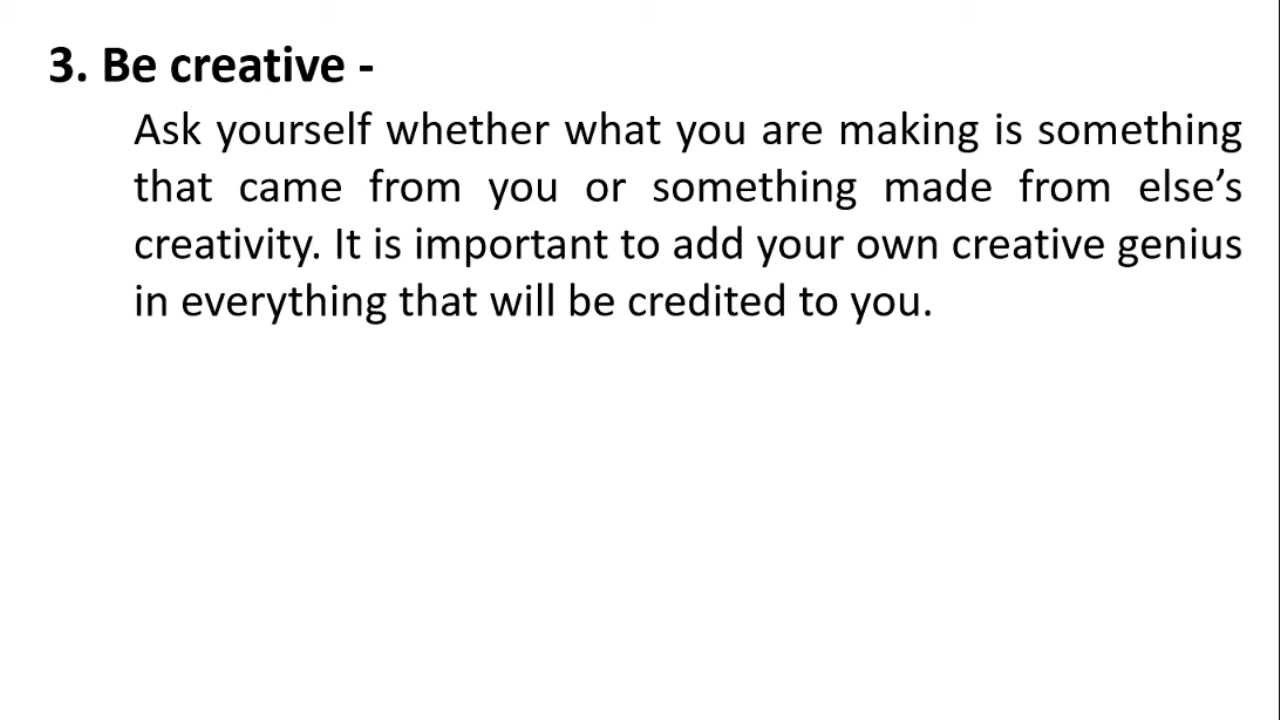 3. Be creative -
Ask yourself whether what you are making is something
that came from you or something made from else’s
creativity. It is important to add your own creative genius
in everything that will be credited to you.